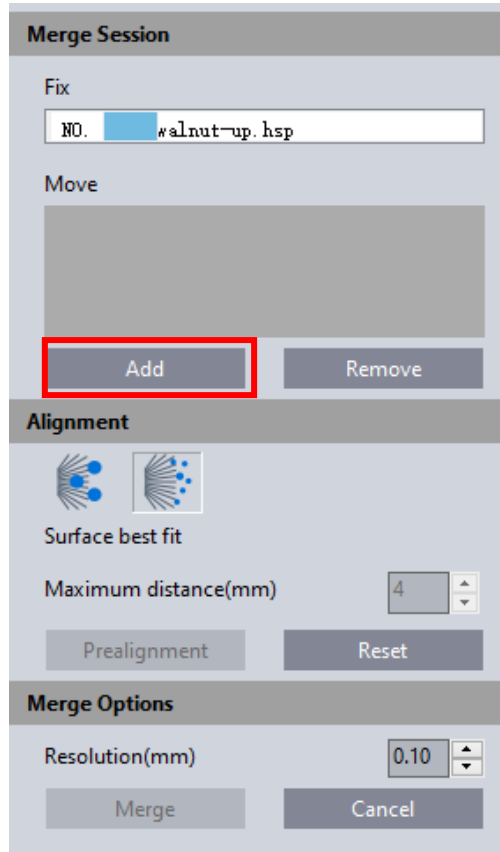 Merge Session
Fix
NO. walnut-up.hsp
Move
Add Remove
Alignment
Surface best fit
Maximum distance(mm) 4
Prealignment Reset
Merge Options
Resolution(mm) 0.10
Merge Cancel